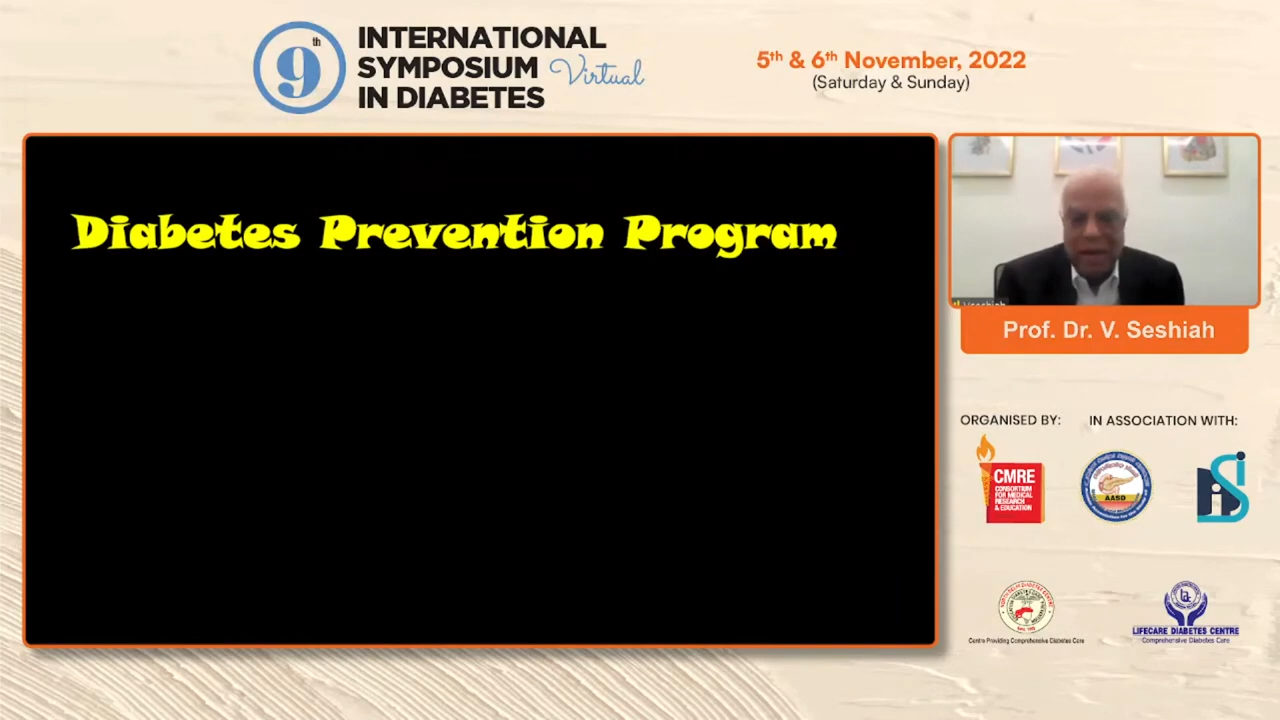 9th
INTERNATIONAL
SYMPOSIUM Virtual
IN DIABETES
5th & 6th November, 2022
(Saturday & Sunday)
Diabetes Prevention Program
Prof. Dr. V. Seshiah
ORGANISED BY:
IN ASSOCIATION WITH:
CMRE
CONSORTIUM
FOR MEDICAL
RESEARCH
& EDUCATION
AASD
Centre Providing Comprehensive Diabetes Care
LIFECARE DIABETES CENTRE
Comprehensive Diabetes Care